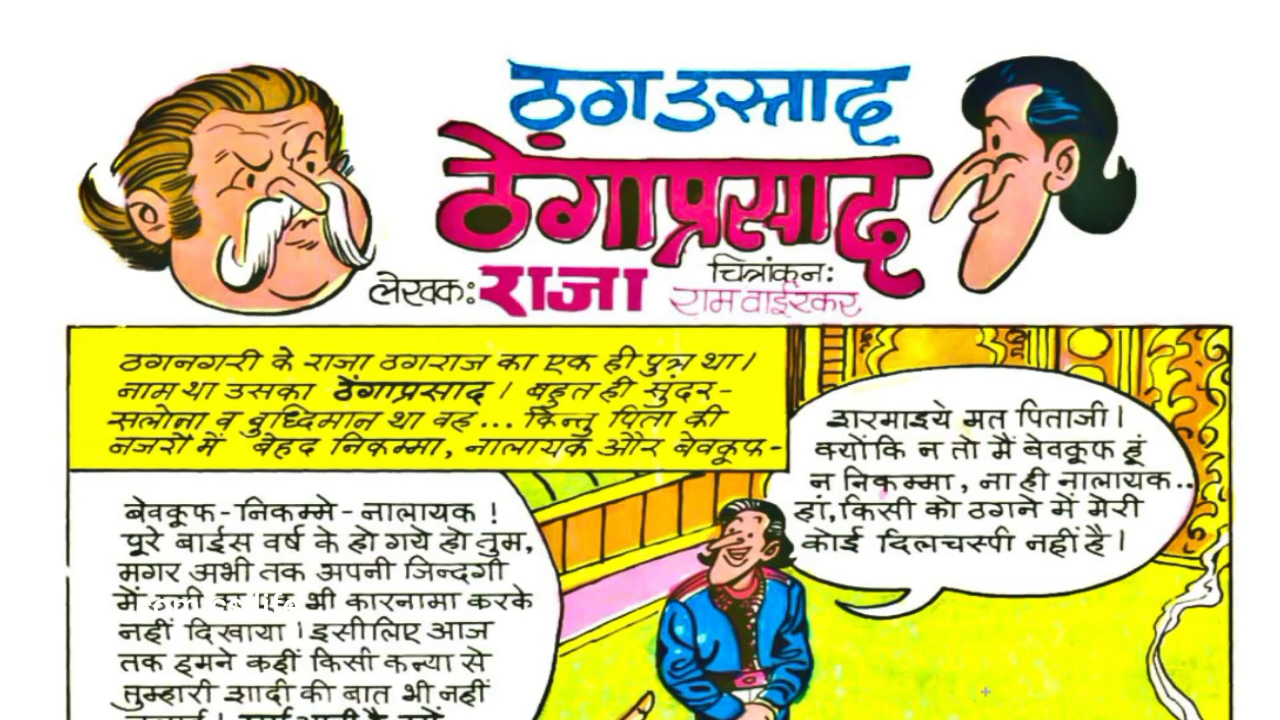 ठग उस्ताद
ठेंगाप्रसाद
लेखक: राजा
चित्रांकन:
राम वाईरकर
ठगनगरी के राजा ठगराज का एक ही पुत्र था।
नाम था उसका ठेंगाप्रसाद। बहुत ही सुंदर-
सलोना व बुध्दिमान था वह... किन्तु पिता की
नजरों में बेहद निकम्मा, नालायक और बेवकूफ-
शरमाइये मत पिताजी।
क्योंकि न तो मैं बेवकूफ हूं
न निकम्मा, ना ही नालायक..
हां, किसी को ठगने में मेरी
कोई दिलचस्पी नहीं है।
बेवकूफ-निकम्मे-नालायक!
पूरे बाईस वर्ष के हो गये हो तुम,
मगर अभी तक अपनी जिन्दगी
में भी कारनामा करके
नहीं दिखाया। इसीलिए आज
तक हमने कहीं किसी कन्या से
तुम्हारी शादी की बात भी नहीं